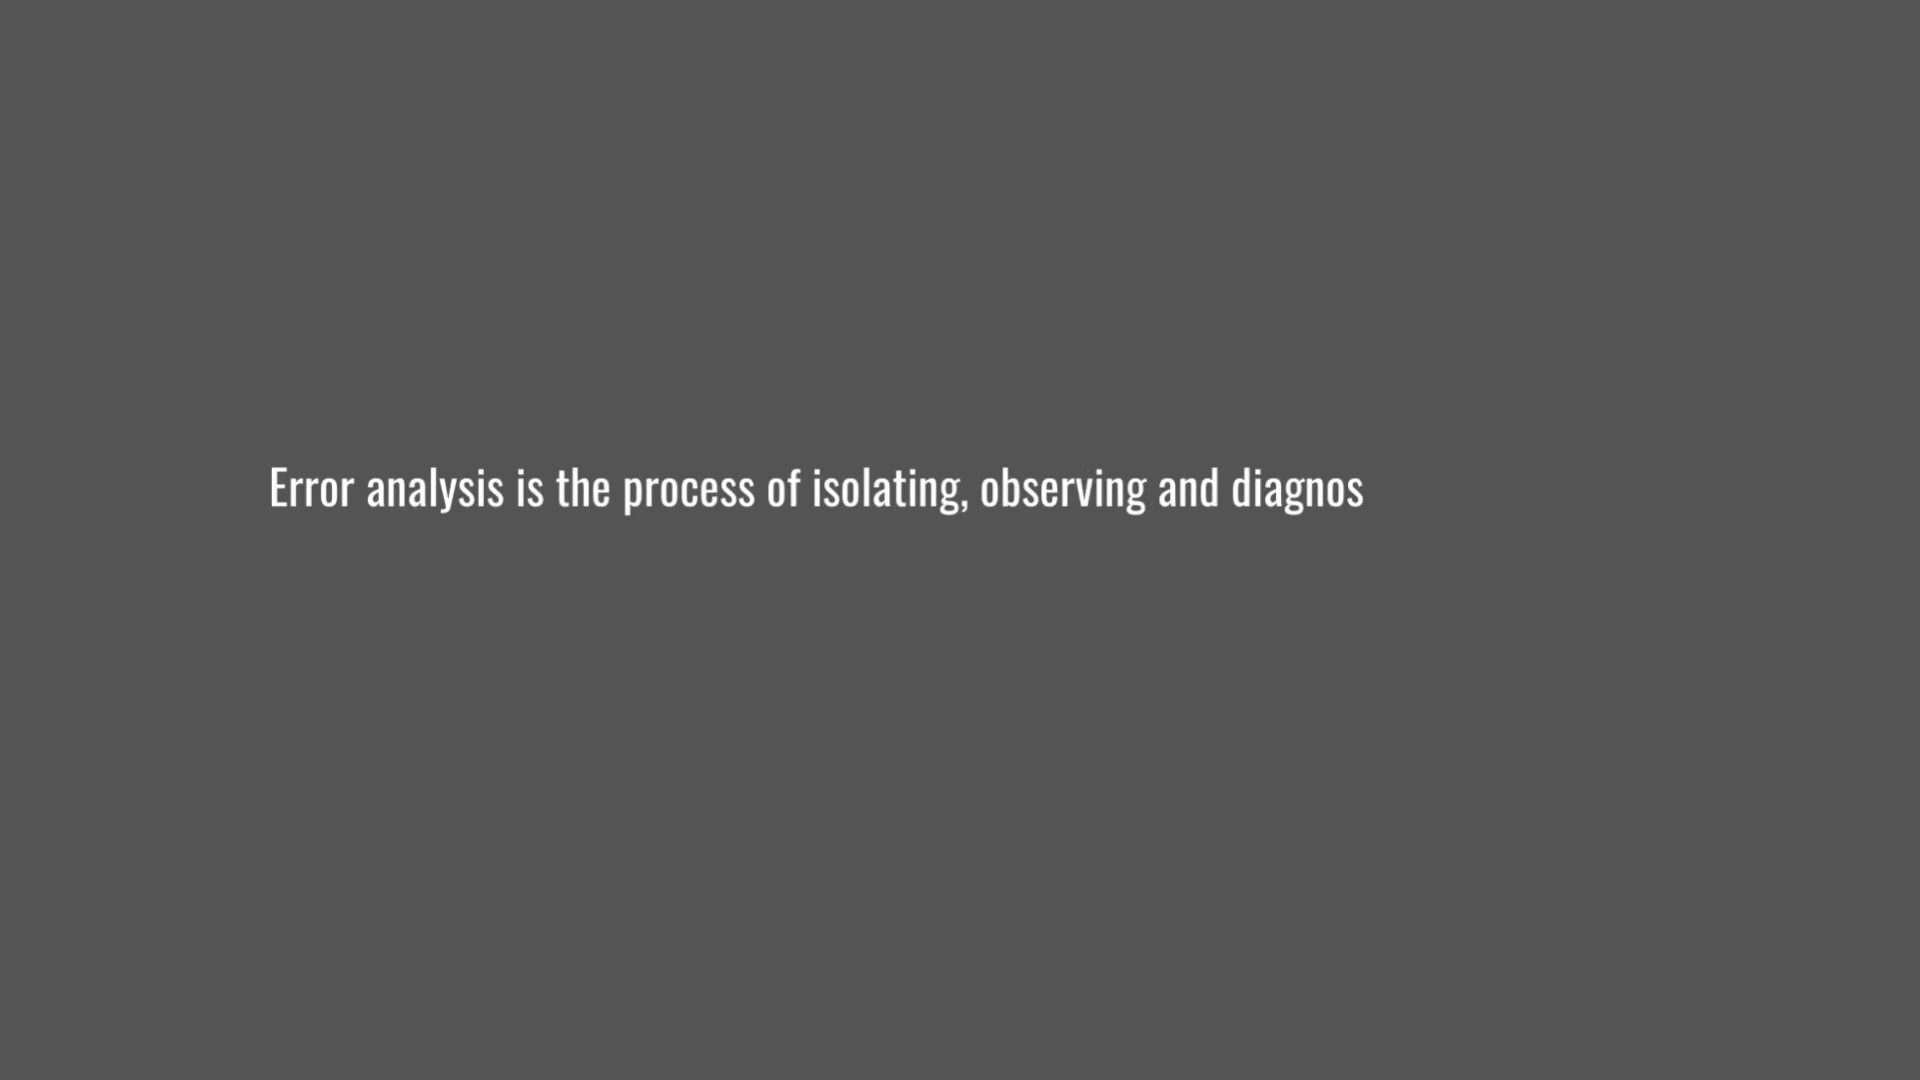 Error analysis is the process of isolating, observing and diagnos